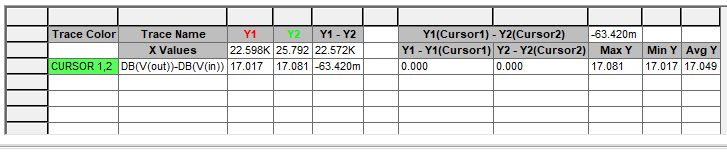 Trace Color Trace Name Y1 Y2 Y1 - Y2 Y1(Cursor1) - Y2(Cursor2) -63.420m
X Values 22.598K 25.792 22.572K Y1 - Y1(Cursor1) Y2 - Y2(Cursor2) Max Y Min Y Avg Y
CURSOR 1,2 DB(V(out))-DB(V(in)) 17.017 17.081 -63.420m 0.000 0.000 17.081 17.017 17.049